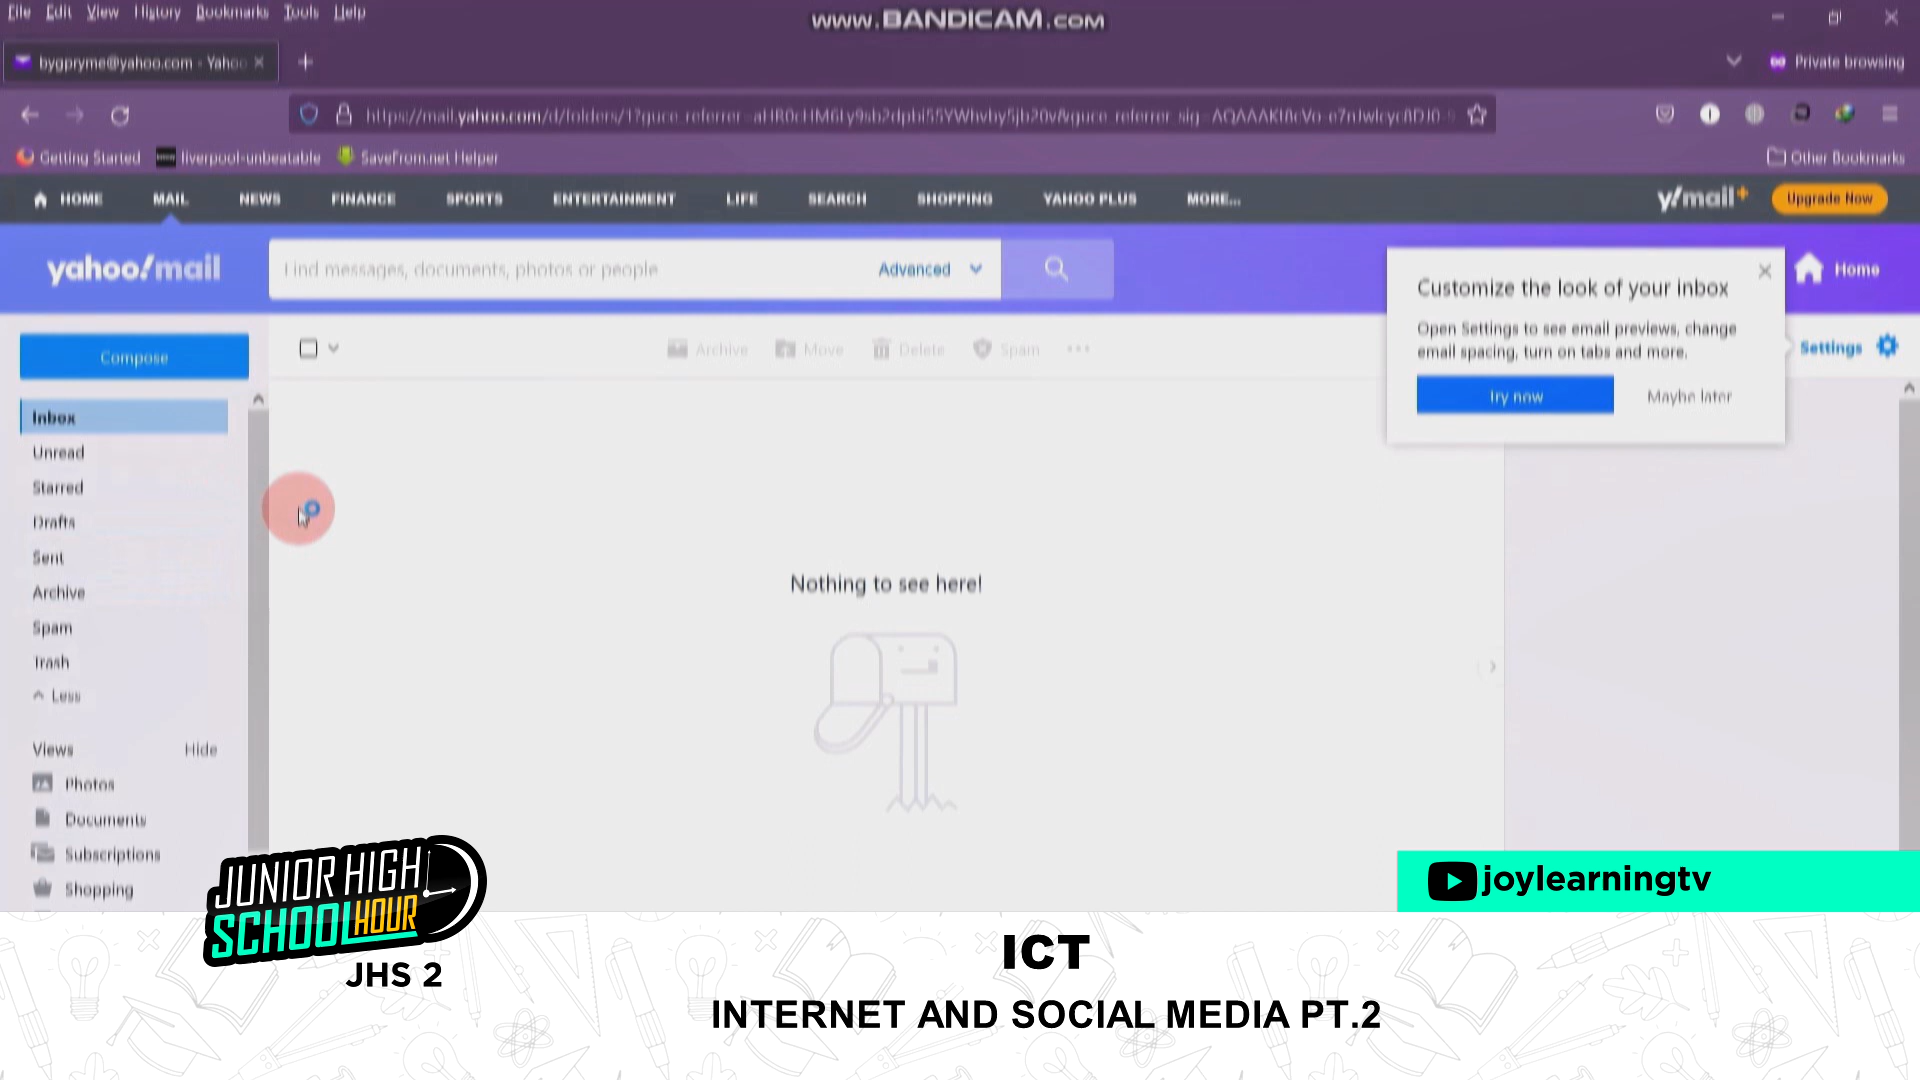 File Edit View History Bookmarks Tools Help
www.BANDICAM.com
bygpryme@yahoo.com - Yahoo
Private browsing
Getting Started liverpool-unbeatable SaveFrom.net Helper
Other Bookmarks
HOME MAIL NEWS FINANCE SPORTS ENTERTAINMENT LIFE SEARCH SHOPPING YAHOO PLUS MORE...
y!mail+ Upgrade Now
yahoo!mail
Find messages, documents, photos or people
Advanced
Home
Customize the look of your inbox
Open Settings to see email previews, change
email spacing, turn on tabs and more.
Try now Maybe later
Settings
Compose
Archive Move Delete Spam
Inbox
Unread
Starred
Drafts
Sent
Archive
Spam
Trash
Less
Views Hide
Photos
Documents
Subscriptions
Shopping
Nothing to see here!
JUNIOR HIGH
SCHOOL HOUR
JHS 2
joylearningtv
ICT
INTERNET AND SOCIAL MEDIA PT.2